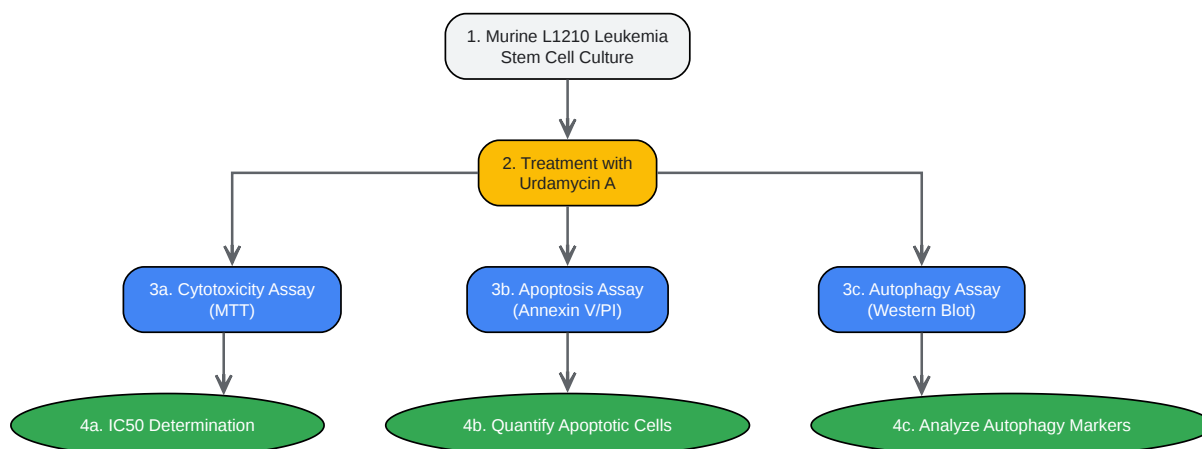 1. Murine L1210 Leukemia
Stem Cell Culture
2. Treatment with
Urdamycin A
3a. Cytotoxicity Assay
(MTT)
3b. Apoptosis Assay
(Annexin V/PI)
3c. Autophagy Assay
(Western Blot)
4a. IC50 Determination
4b. Quantify Apoptotic Cells
4c. Analyze Autophagy Markers